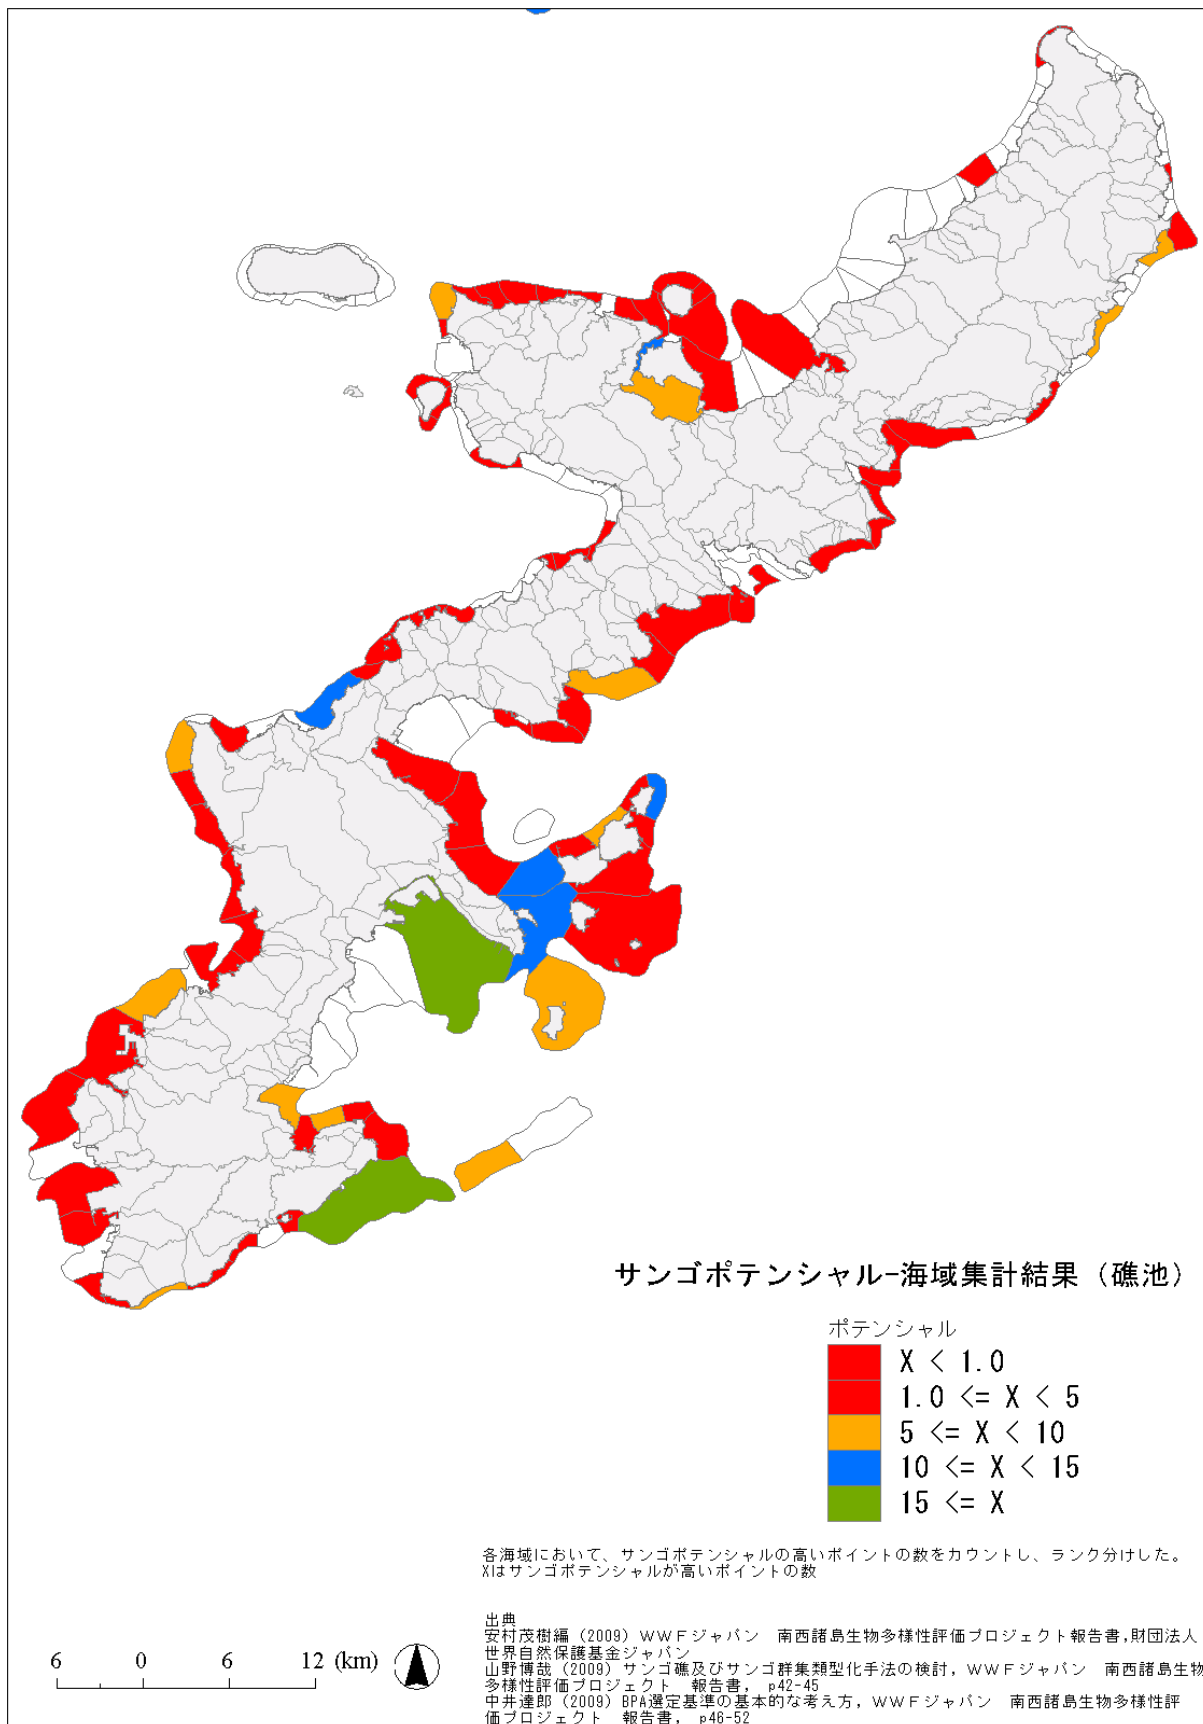 サンゴポテンシャル-海域集計結果（礁池）
ポテンシャル
X < 1.0
1.0 <= X < 5
5 <= X < 10
10 <= X < 15
15 <= X
各海域において、サンゴポテンシャルの高いポイントの数をカウントし、ランク分けした。
Xはサンゴポテンシャルが高いポイントの数
出典
安村茂樹編（2009）WWFジャパン　南西諸島生物多様性評価プロジェクト報告書,財団法人
世界自然保護基金ジャパン
山野博哉（2009）サンゴ礁及びサンゴ群集類型化手法の検討，WWFジャパン　南西諸島生物
多様性評価プロジェクト　報告書， p42-45
中井達郎（2009）BPA選定基準の基本的な考え方，WWFジャパン　南西諸島生物多様性評
価プロジェクト　報告書， p46-52
6 0 6 12 (km)